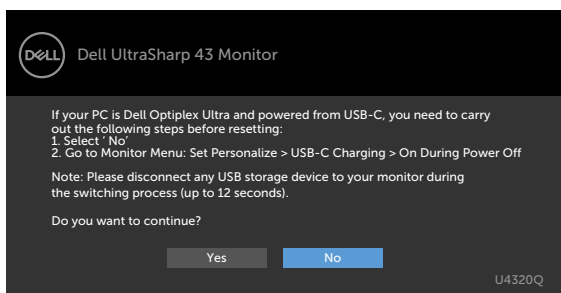 DELL
Dell UltraSharp 43 Monitor
If your PC is Dell Optiplex Ultra and powered from USB-C, you need to carry
out the following steps before resetting:
1. Select ‘ No’
2. Go to Monitor Menu: Set Personalize > USB-C Charging > On During Power Off
Note: Please disconnect any USB storage device to your monitor during
the switching process (up to 12 seconds).
Do you want to continue?
Yes No
U4320Q